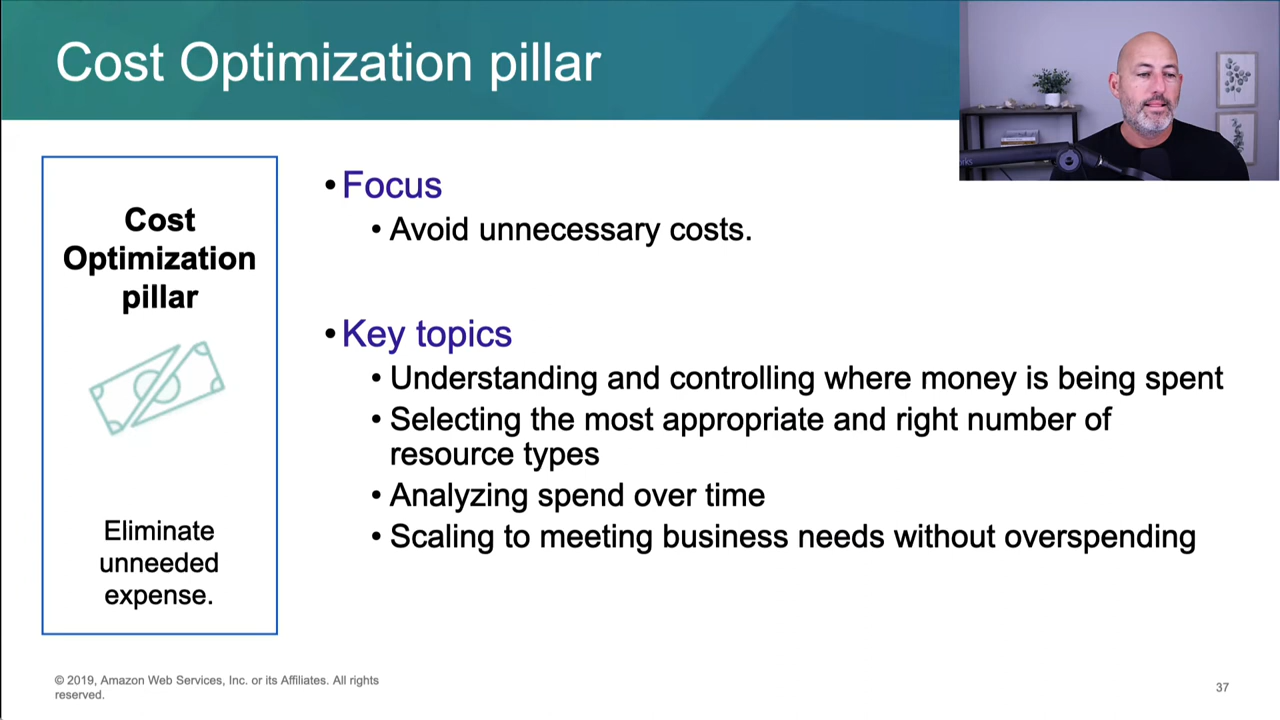 Cost Optimization pillar
Cost
Optimization
pillar
Eliminate
unneeded
expense.
•Focus
• Avoid unnecessary costs.
•Key topics
• Understanding and controlling where money is being spent
• Selecting the most appropriate and right number of
resource types
• Analyzing spend over time
• Scaling to meeting business needs without overspending
© 2019, Amazon Web Services, Inc. or its Affiliates. All rights
reserved.
37